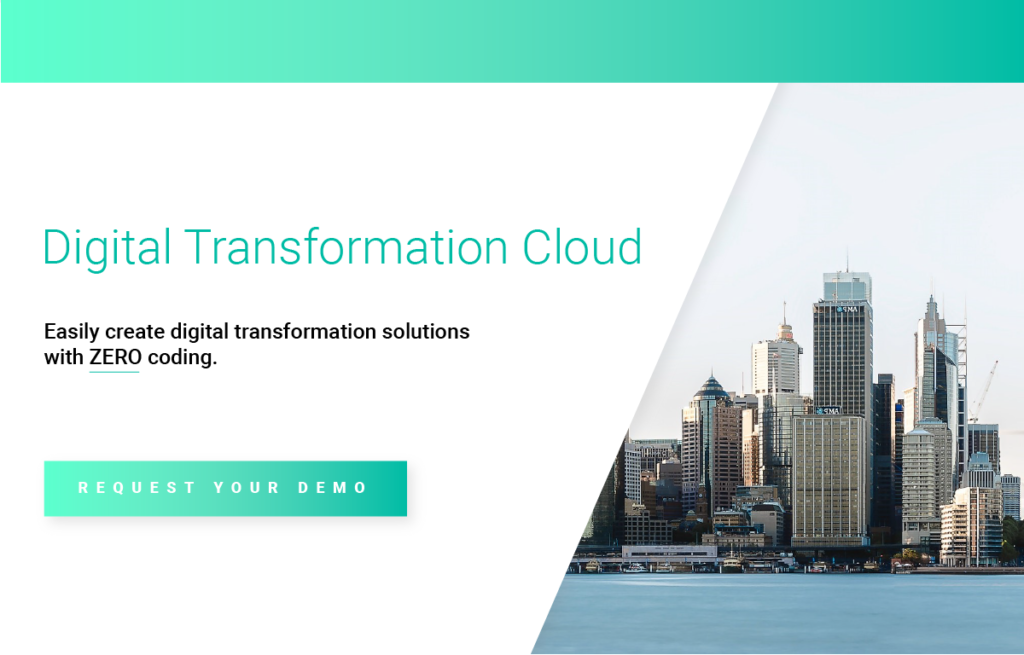 Digital Transformation Cloud
Easily create digital transformation solutions
with ZERO coding.
REQUEST YOUR DEMO